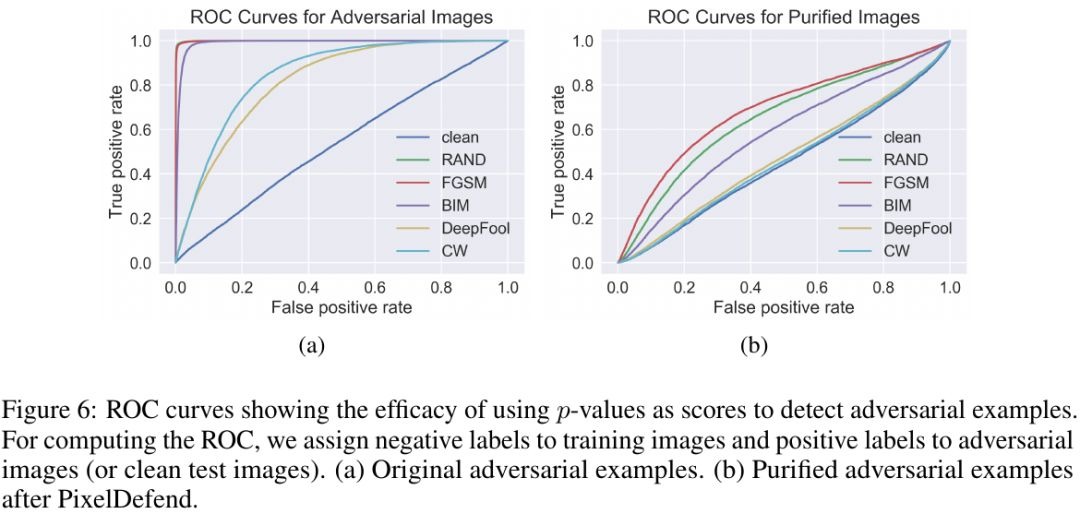 ROC Curves for Adversarial Images
1.0
0.8
0.6
0.4
0.2
0.0
True positive rate
clean
RAND
FGSM
BIM
DeepFool
CW
0.0 0.2 0.4 0.6 0.8 1.0
False positive rate
(a)
ROC Curves for Purified Images
1.0
0.8
0.6
0.4
0.2
0.0
True positive rate
clean
RAND
FGSM
BIM
DeepFool
CW
0.0 0.2 0.4 0.6 0.8 1.0
False positive rate
(b)
Figure 6: ROC curves showing the efficacy of using p-values as scores to detect adversarial examples.
For computing the ROC, we assign negative labels to training images and positive labels to adversarial
images (or clean test images). (a) Original adversarial examples. (b) Purified adversarial examples
after PixelDefend.